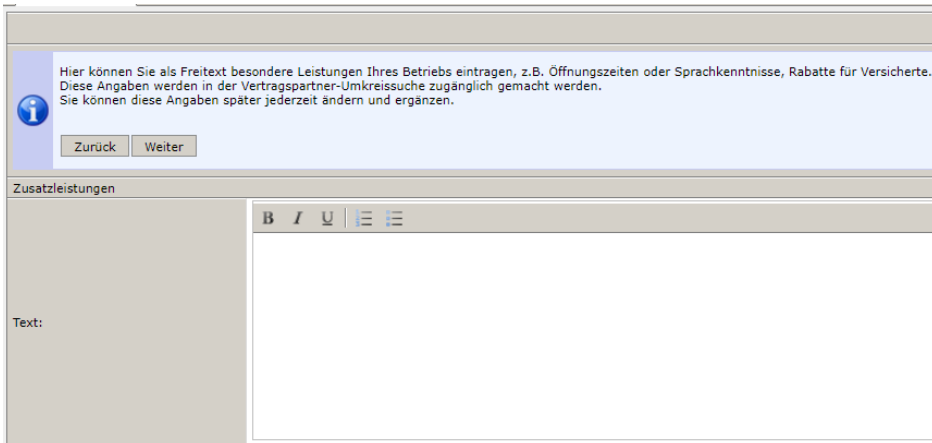 Hier können Sie als Freitext besondere Leistungen Ihres Betriebs eintragen, z.B. Öffnungszeiten oder Sprachkenntnisse, Rabatte für Versicherte.
Diese Angaben werden in der Vertragspartner-Umkreissuche zugänglich gemacht werden.
Sie können diese Angaben später jederzeit ändern und ergänzen.
Zurück Weiter
Zusatzleistungen
B I U
Text: